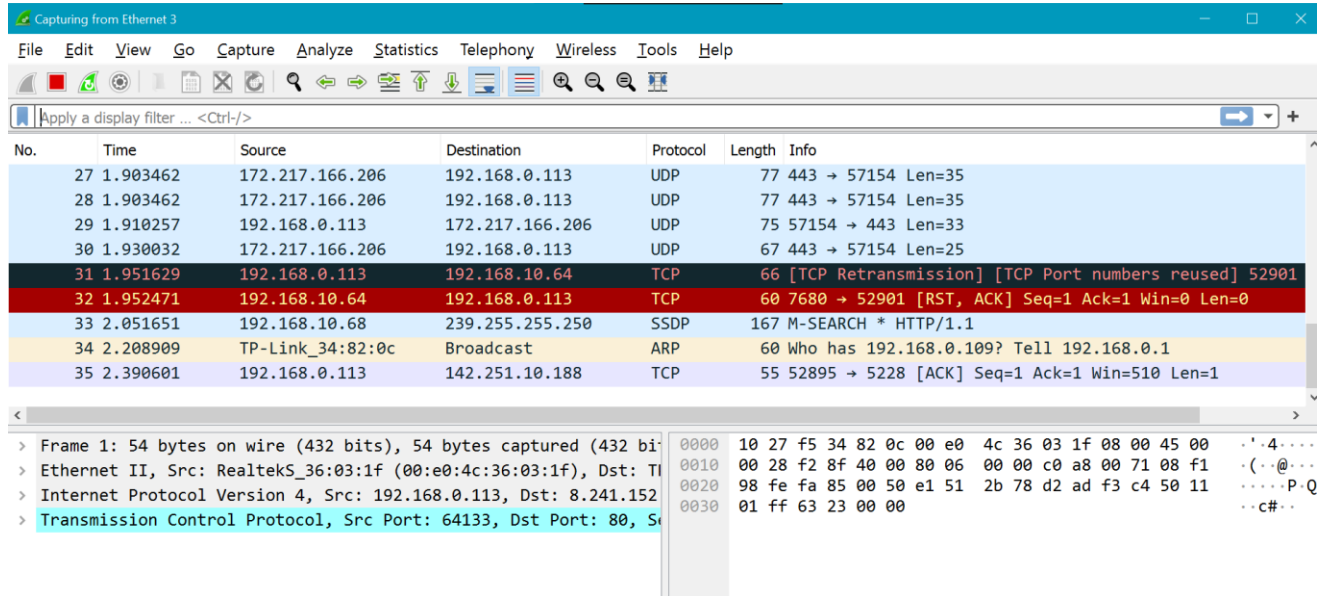 Capturing from Ethernet 3
File Edit View Go Capture Analyze Statistics Telephony Wireless Tools Help
Apply a display filter ... <Ctrl-/>
No. Time Source Destination Protocol Length Info
27 1.903462 172.217.166.206 192.168.0.113 UDP 77 443 → 57154 Len=35
28 1.903462 172.217.166.206 192.168.0.113 UDP 77 443 → 57154 Len=35
29 1.910257 192.168.0.113 172.217.166.206 UDP 75 57154 → 443 Len=33
30 1.930032 172.217.166.206 192.168.0.113 UDP 67 443 → 57154 Len=25
31 1.951629 192.168.0.113 192.168.10.64 TCP 66 [TCP Retransmission] [TCP Port numbers reused] 52901
32 1.952471 192.168.10.64 192.168.0.113 TCP 60 7680 → 52901 [RST, ACK] Seq=1 Ack=1 Win=0 Len=0
33 2.051651 192.168.10.68 239.255.255.250 SSDP 167 M-SEARCH * HTTP/1.1
34 2.208909 TP-Link_34:82:0c Broadcast ARP 60 Who has 192.168.0.109? Tell 192.168.0.1
35 2.390601 192.168.0.113 142.251.10.188 TCP 55 52895 → 5228 [ACK] Seq=1 Ack=1 Win=510 Len=1
> Frame 1: 54 bytes on wire (432 bits), 54 bytes captured (432 bi 0000 10 27 f5 34 82 0c 00 e0 4c 36 03 1f 08 00 45 00 ·'·4····
> Ethernet II, Src: RealtekS_36:03:1f (00:e0:4c:36:03:1f), Dst: 0010 00 28 f2 8f 40 00 80 06 00 00 c0 a8 00 71 08 f1 ·(··@···
> Internet Protocol Version 4, Src: 192.168.0.113, Dst: 8.241.152 0020 98 fe fa 85 00 50 e1 51 2b 78 d2 ad f3 c4 50 11 ·····P·Q
> Transmission Control Protocol, Src Port: 64133, Dst Port: 80, 0030 01 ff 63 23 00 00 ··c#··